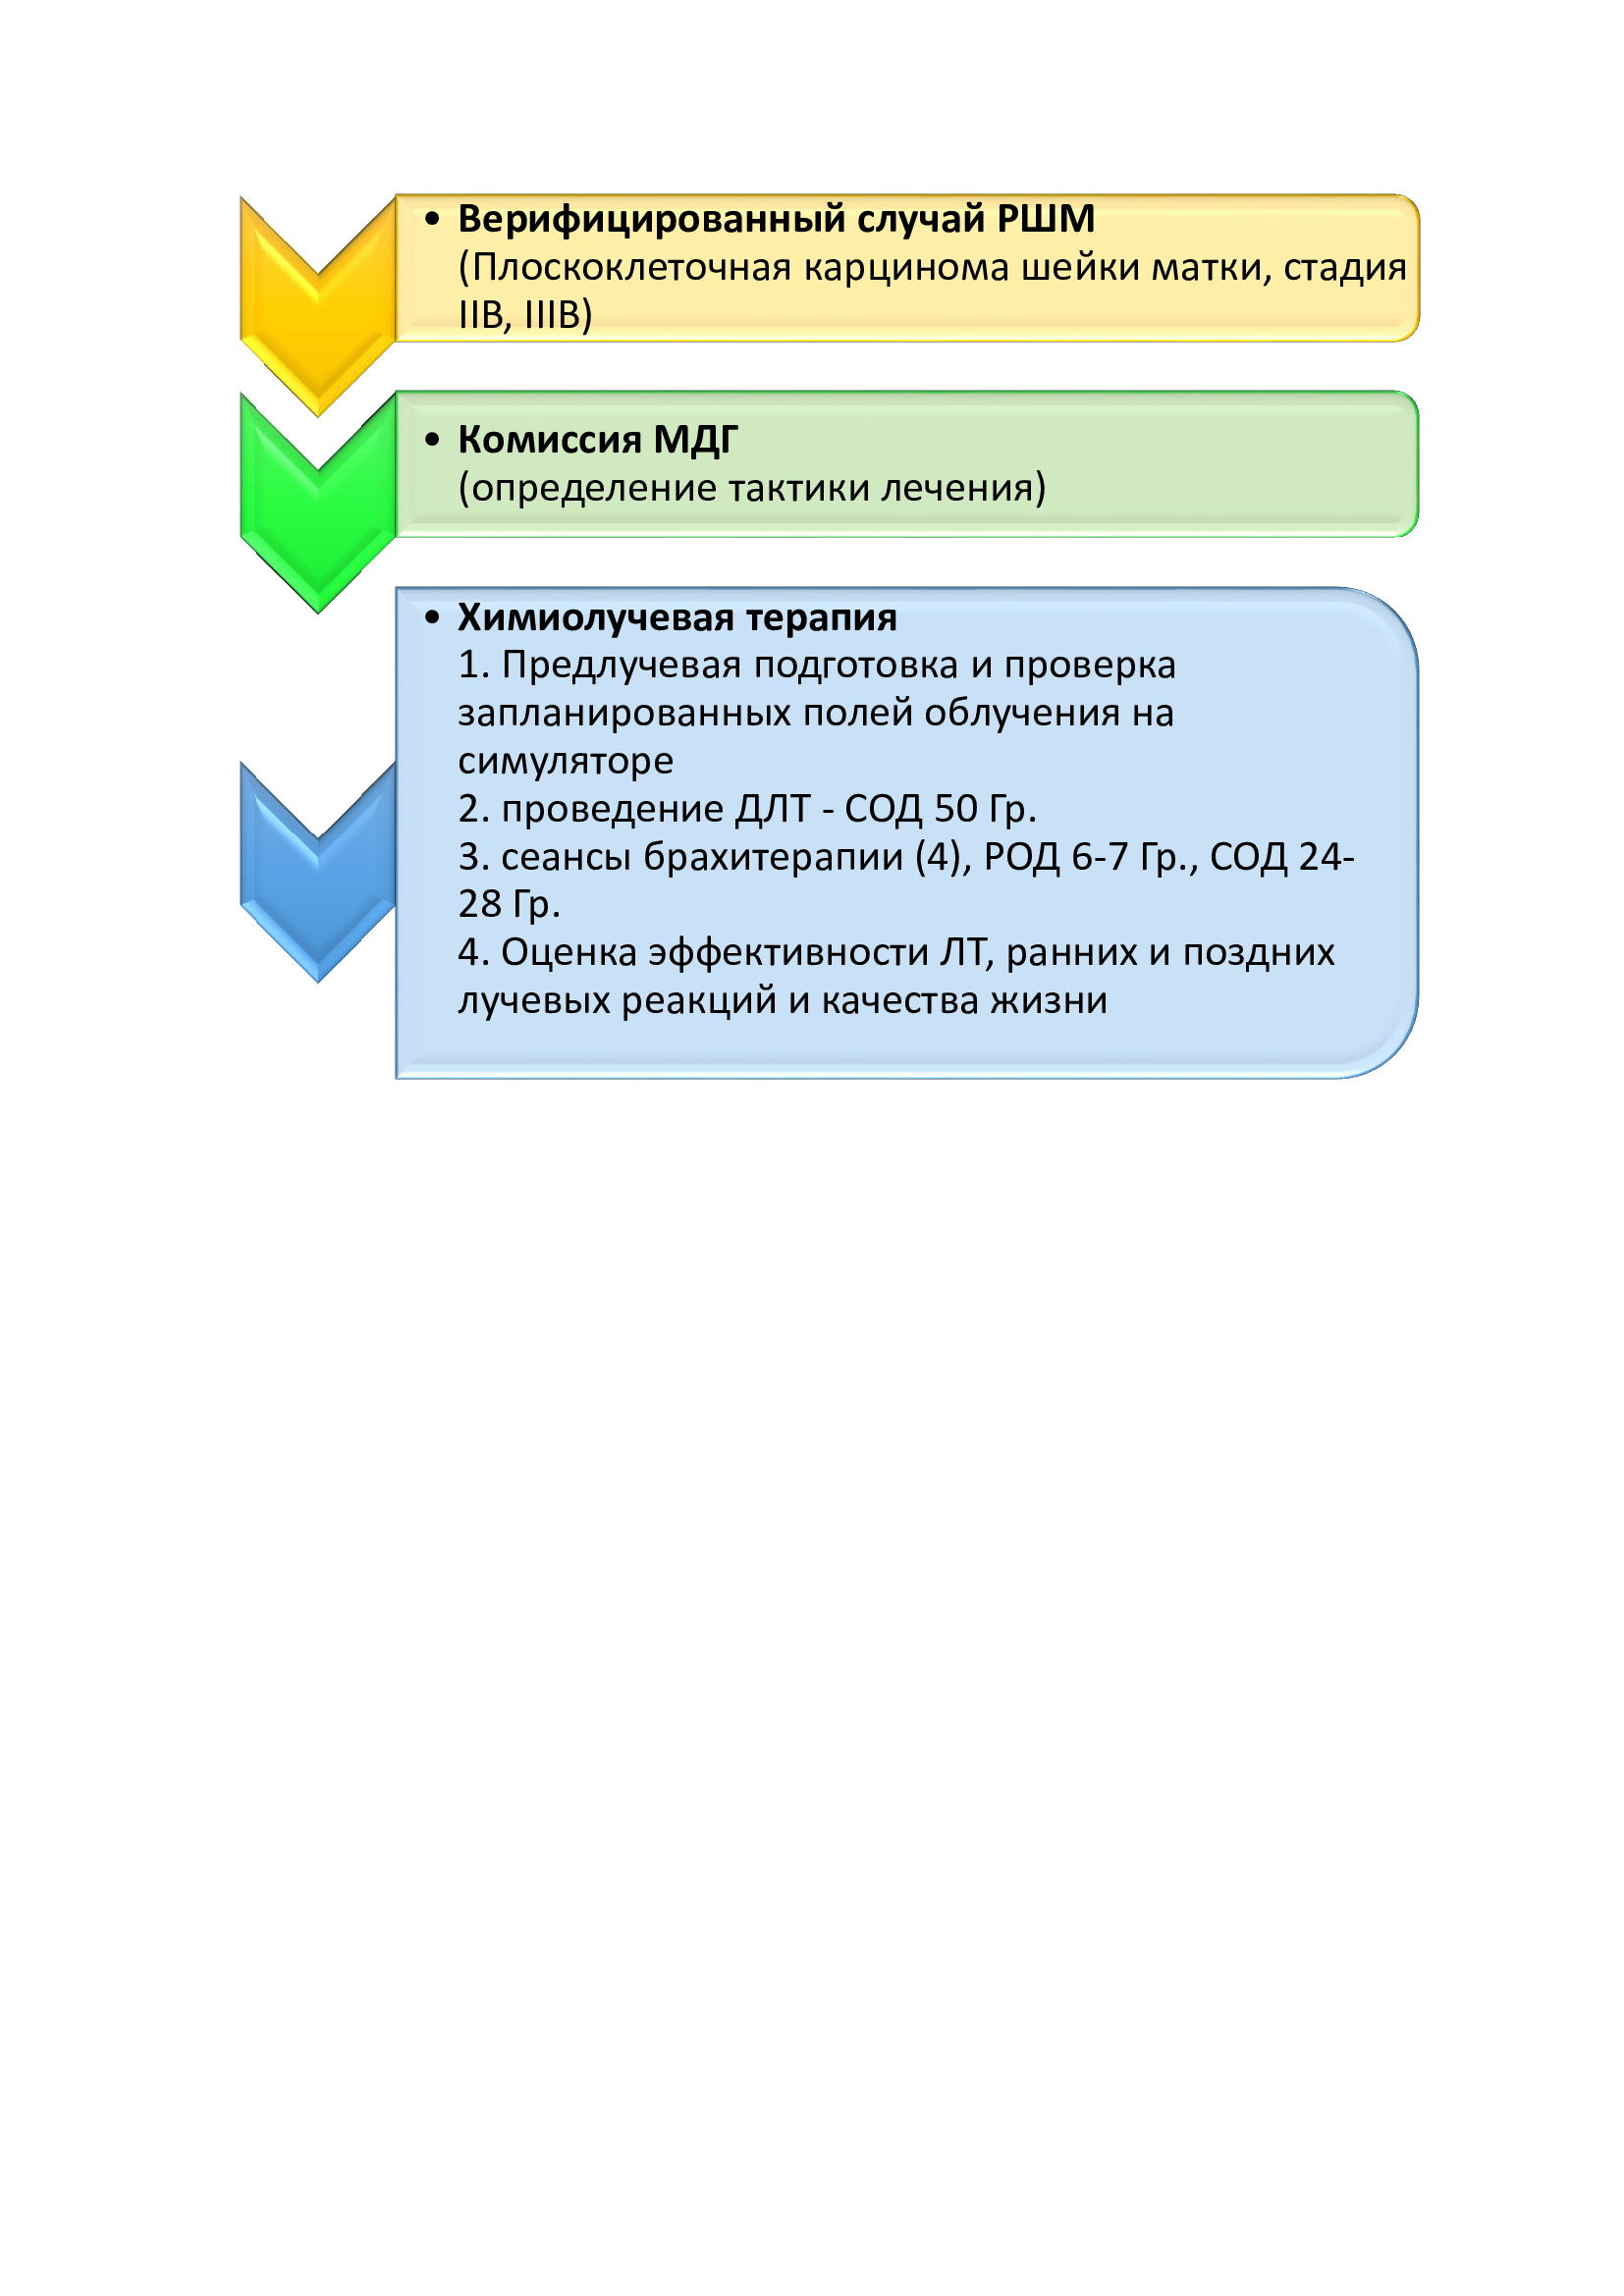 • Верифицированный случай РШМ
(Плоскоклеточная карцинома шейки матки, стадия
IIB, IIIB)
• Комиссия МДГ
(определение тактики лечения)
• Химиолучевая терапия
1. Предлучевая подготовка и проверка
запланированных полей облучения на
симуляторе
2. проведение ДЛТ - СОД 50 Гр.
3. сеансы брахитерапии (4), РОД 6-7 Гр., СОД 24-
28 Гр.
4. Оценка эффективности ЛТ, ранних и поздних
лучевых реакций и качества жизни